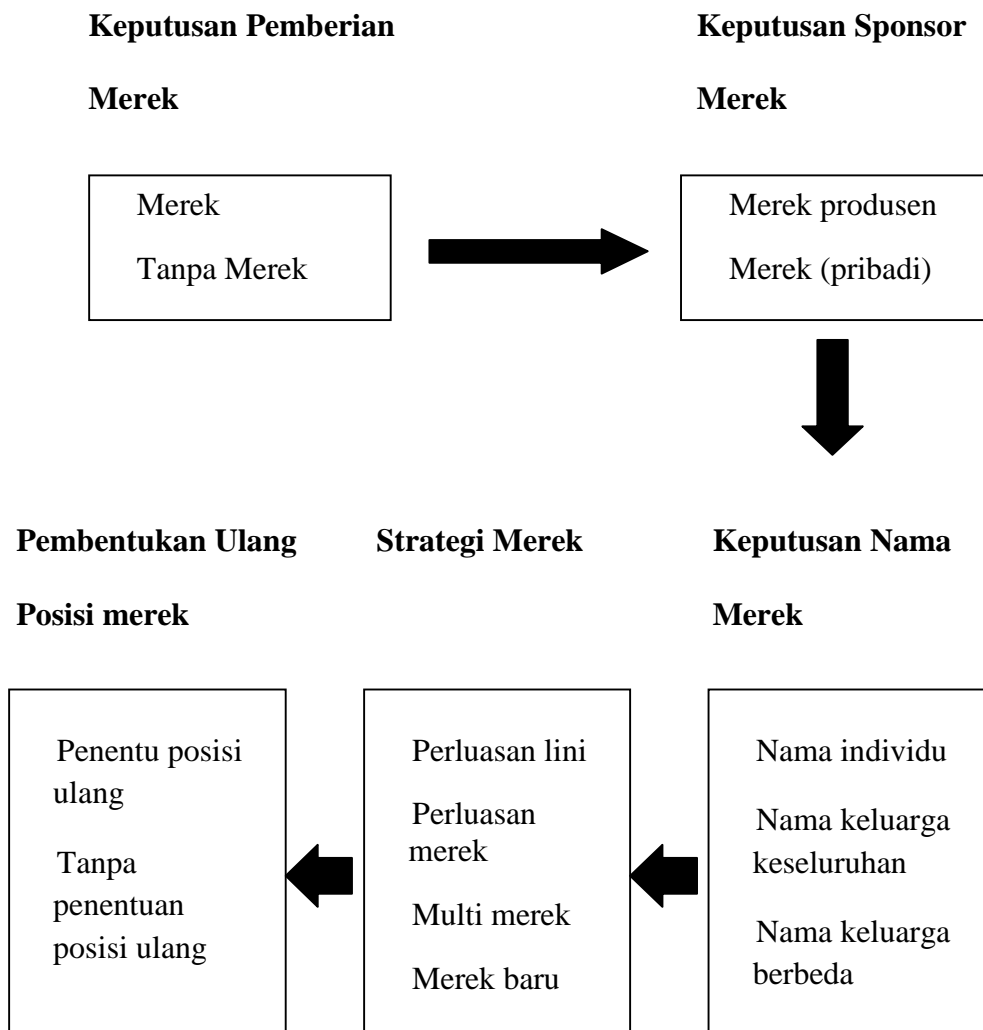 Keputusan Pemberian
Merek
Keputusan Sponsor
Merek
Merek
Tanpa Merek
Merek produsen
Merek (pribadi)
Pembentukan Ulang
Posisi merek
Strategi Merek
Keputusan Nama
Merek
Penentu posisi
ulang
Tanpa
penentuan
posisi ulang
Perluasan lini
Perluasan
merek
Multi merek
Merek baru
Nama individu
Nama keluarga
keseluruhan
Nama keluarga
berbeda